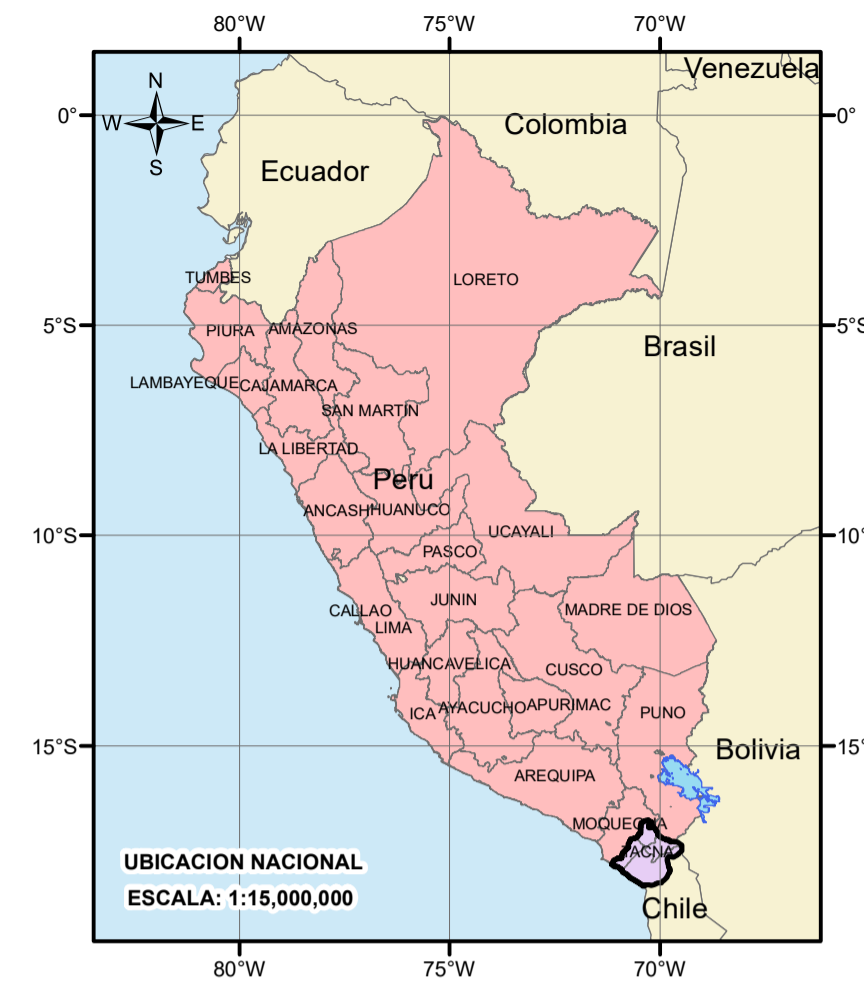 80°W 75°W 70°W
Venezuela
N
0° W E 0°
Colombia
S
Ecuador
TUMBES LORETO
5°S 5°S
PIURA AMAZONAS
Brasil
LAMBAYEQUE CAJAMARCA
SAN MARTIN
LA LIBERTAD
Peru
ANCASH HUANUCO
UCAYALI
10°S 10°
PASCO
JUNIN
CALLAO MADRE DE DIOS
LIMA
HUANCAVELICA
CUSCO
ICA AYACUCHO APURIMAC PUNO
15°S 15°
Bolivia
AREQUIPA
MOQUEGUA
TACNA
UBICACION NACIONAL
ESCALA: 1:15,000,000
Chile
80°W 75°W 70°W